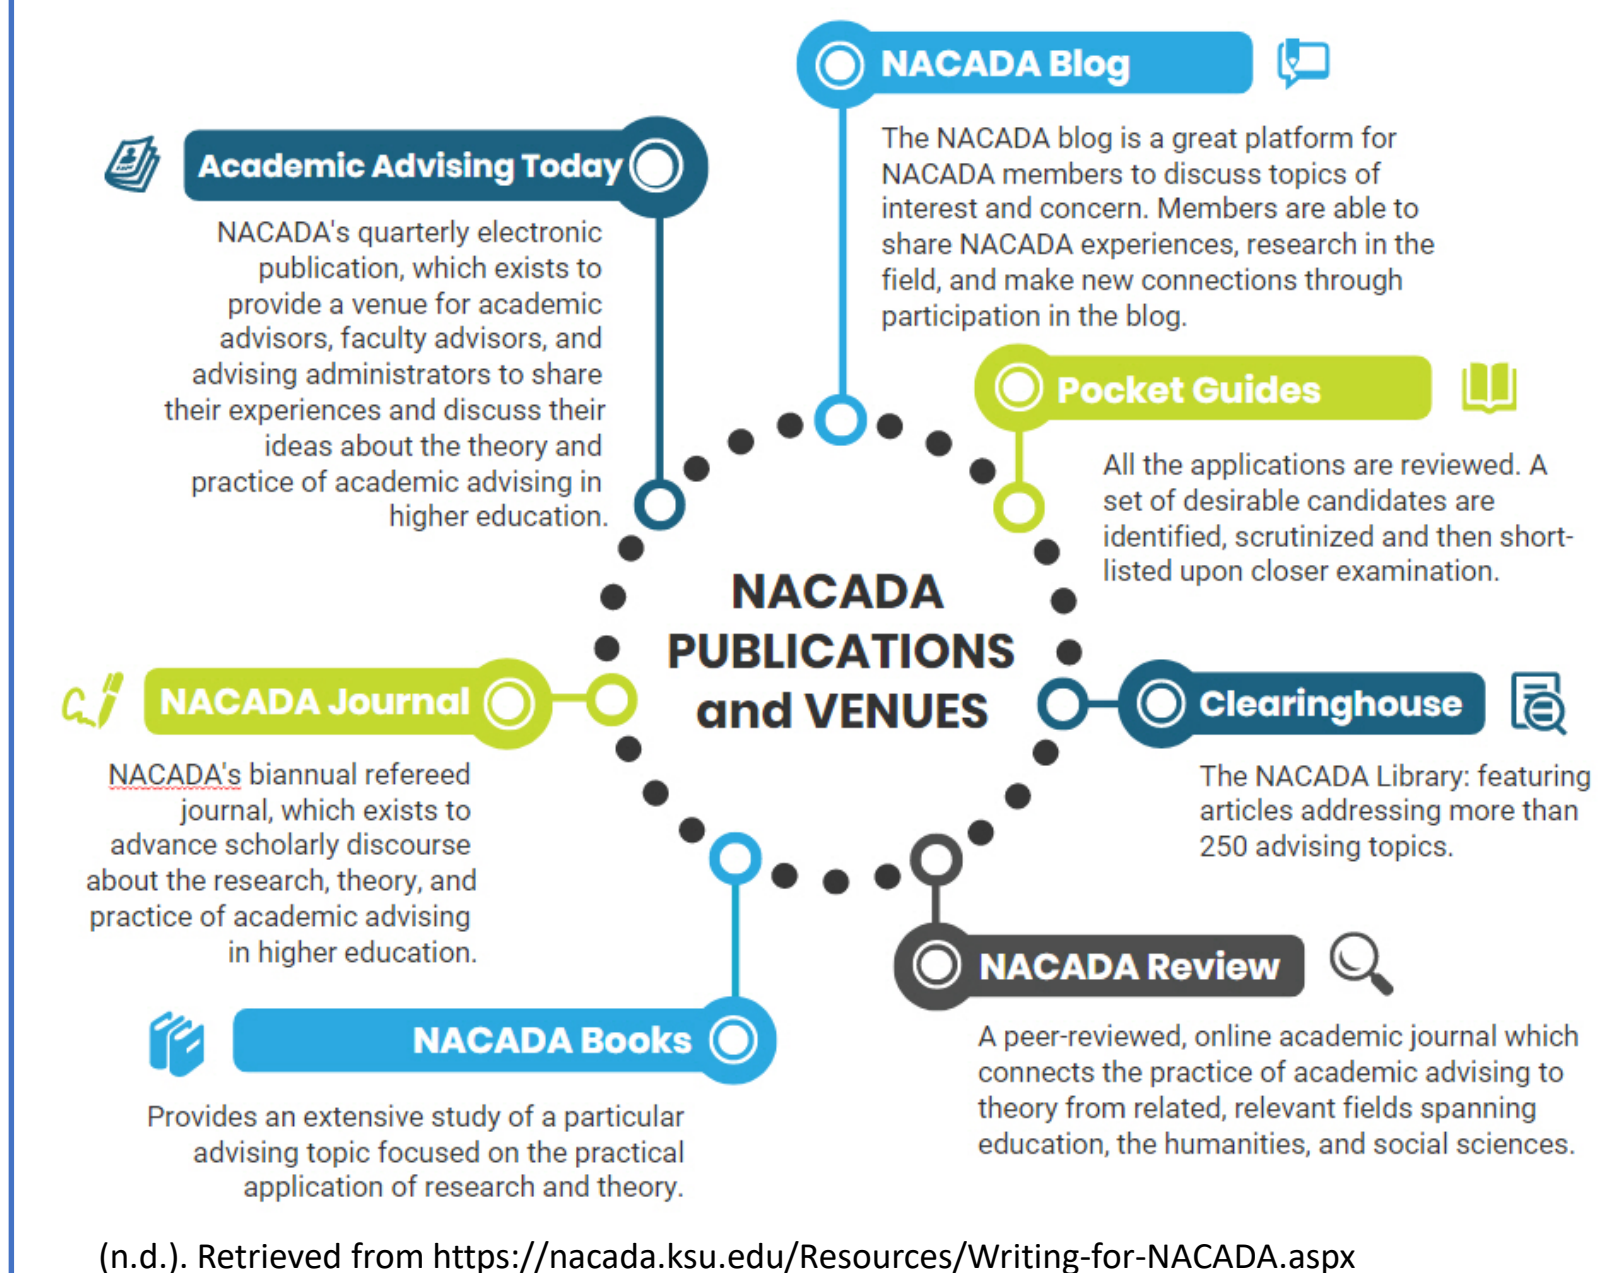 NACADA Blog
The NACADA blog is a great platform for
NACADA members to discuss topics of
interest and concern. Members are able to
share NACADA experiences, research in the
field, and make new connections through
participation in the blog.
Academic Advising Today
NACADA's quarterly electronic
publication, which exists to
provide a venue for academic
advisors, faculty advisors, and
advising administrators to share
their experiences and discuss their
ideas about the theory and
practice of academic advising in
higher education.
Pocket Guides
All the applications are reviewed. A
set of desirable candidates are
identified, scrutinized and then short-
listed upon closer examination.
NACADA
PUBLICATIONS
and VENUES
NACADA Journal
NACADA's biannual refereed
journal, which exists to
advance scholarly discourse
about the research, theory, and
practice of academic advising
in higher education.
Clearinghouse
The NACADA Library: featuring
articles addressing more than
250 advising topics.
NACADA Review
A peer-reviewed, online academic journal which
connects the practice of academic advising to
theory from related, relevant fields spanning
education, the humanities, and social sciences.
NACADA Books
Provides an extensive study of a particular
advising topic focused on the practical
application of research and theory.
(n.d.). Retrieved from https://nacada.ksu.edu/Resources/Writing-for-NACADA.aspx